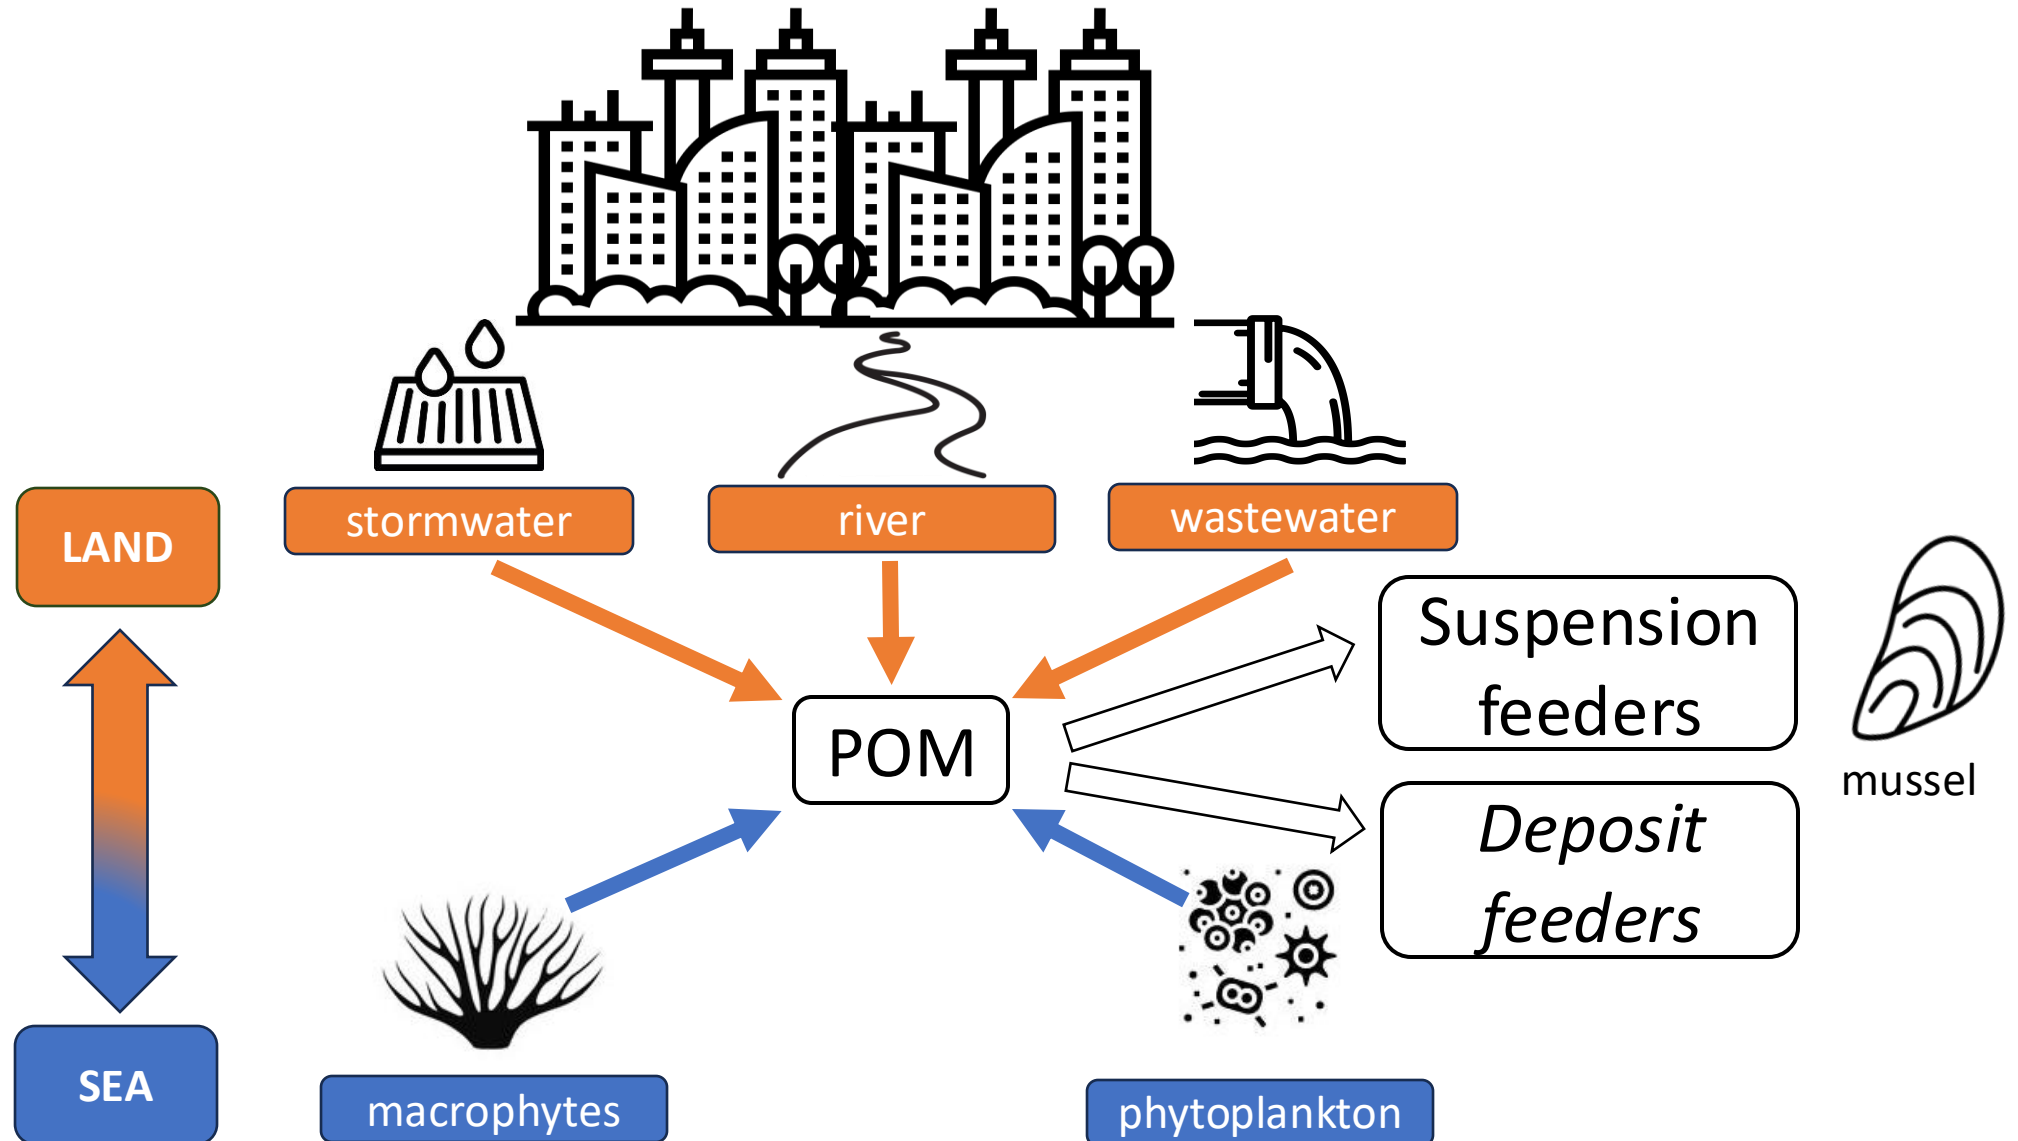 stormwater
river
wastewater
LAND
Suspension
feeders
POM
mussel
Deposit
feeders
SEA
macrophytes
phytoplankton